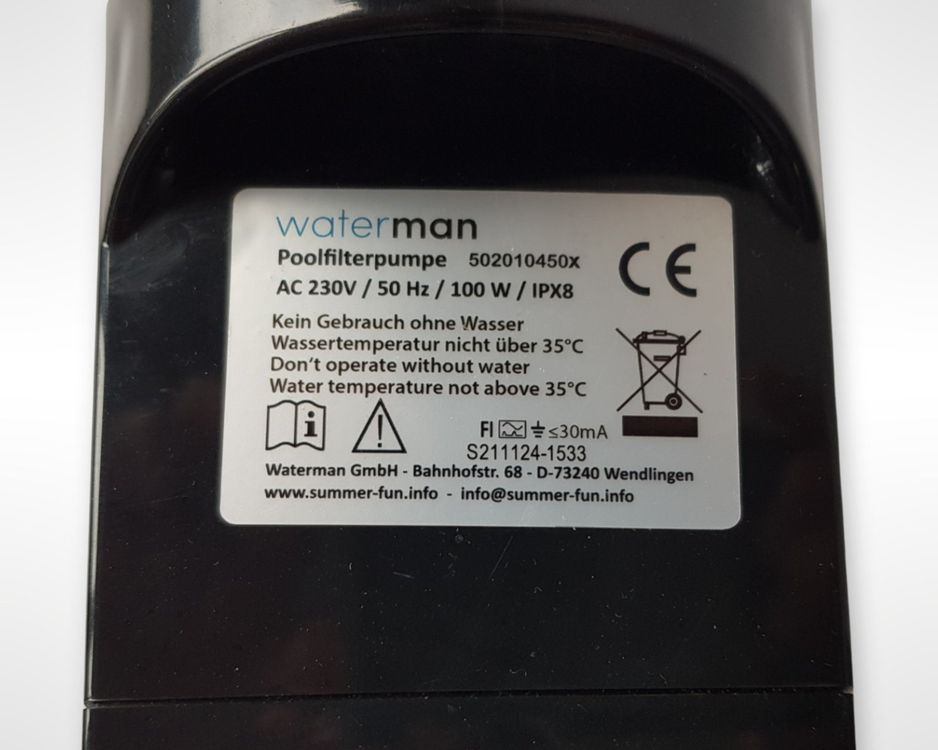 waterman
Poolfilterpumpe 502010450x
CE
AC 230V / 50 Hz / 100 W / IPX8
Kein Gebrauch ohne Wasser
Wassertemperatur nicht über 35°C
Don't operate without water
Water temperature not above 35°C
FI ≤30mA
S211124-1533
Waterman GmbH - Bahnhofstr. 68 - D-73240 Wendlingen
www.summer-fun.info - info@summer-fun.info